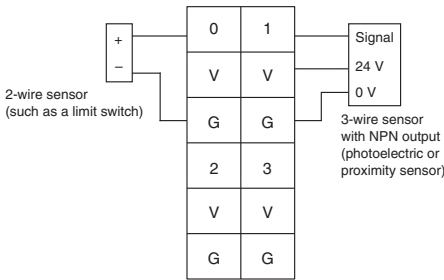 +
−
2-wire sensor
(such as a limit switch)
0 1
V V
G G
2 3
V V
G G
Signal
24 V
0 V
3-wire sensor
with NPN output
(photoelectric or
proximity sensor)